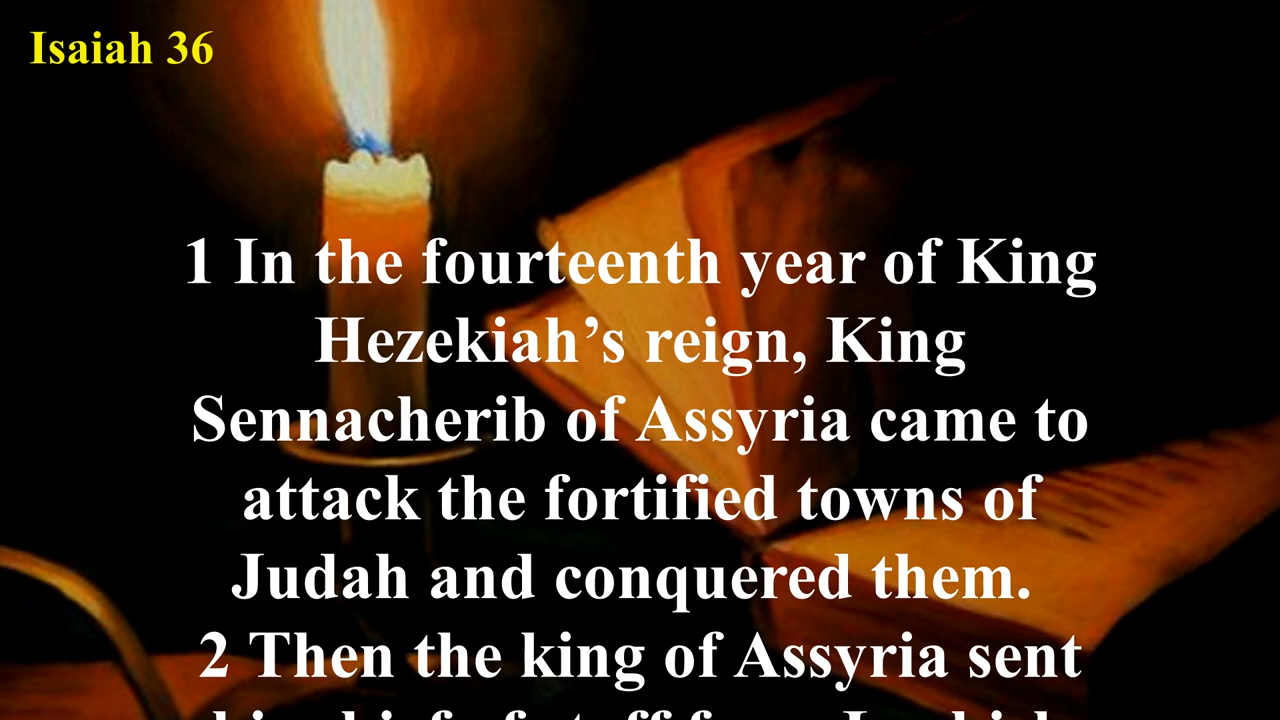 Isaiah 36
1 In the fourteenth year of King
Hezekiah’s reign, King
Sennacherib of Assyria came to
attack the fortified towns of
Judah and conquered them.
2 Then the king of Assyria sent